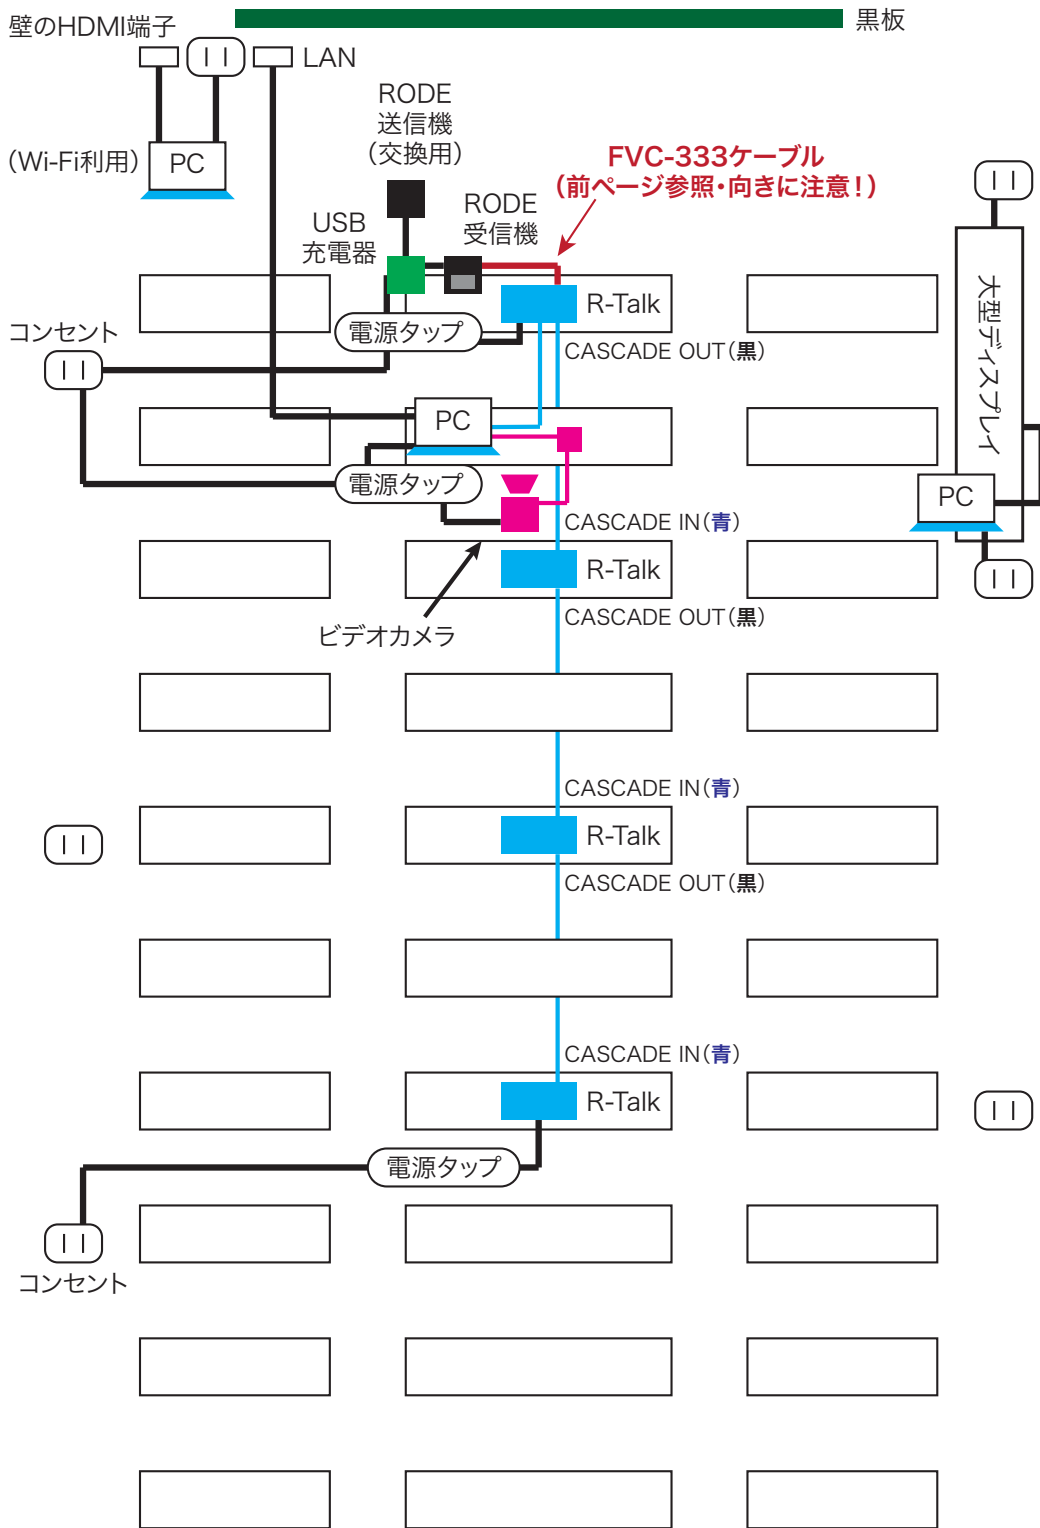 壁のHDMI端子
黒板
LAN
(Wi-Fi利用)
PC
RODE
送信機
(交換用)
FVC-333ケーブル
(前ページ参照・向きに注意!)
USB
充電器
RODE
受信機
大型ディスプレイ
R-Talk
電源タップ
コンセント
CASCADE OUT(黒)
PC
電源タップ
PC
CASCADE IN(青)
R-Talk
CASCADE OUT(黒)
ビデオカメラ
CASCADE IN(青)
R-Talk
CASCADE OUT(黒)
CASCADE IN(青)
R-Talk
電源タップ
コンセント